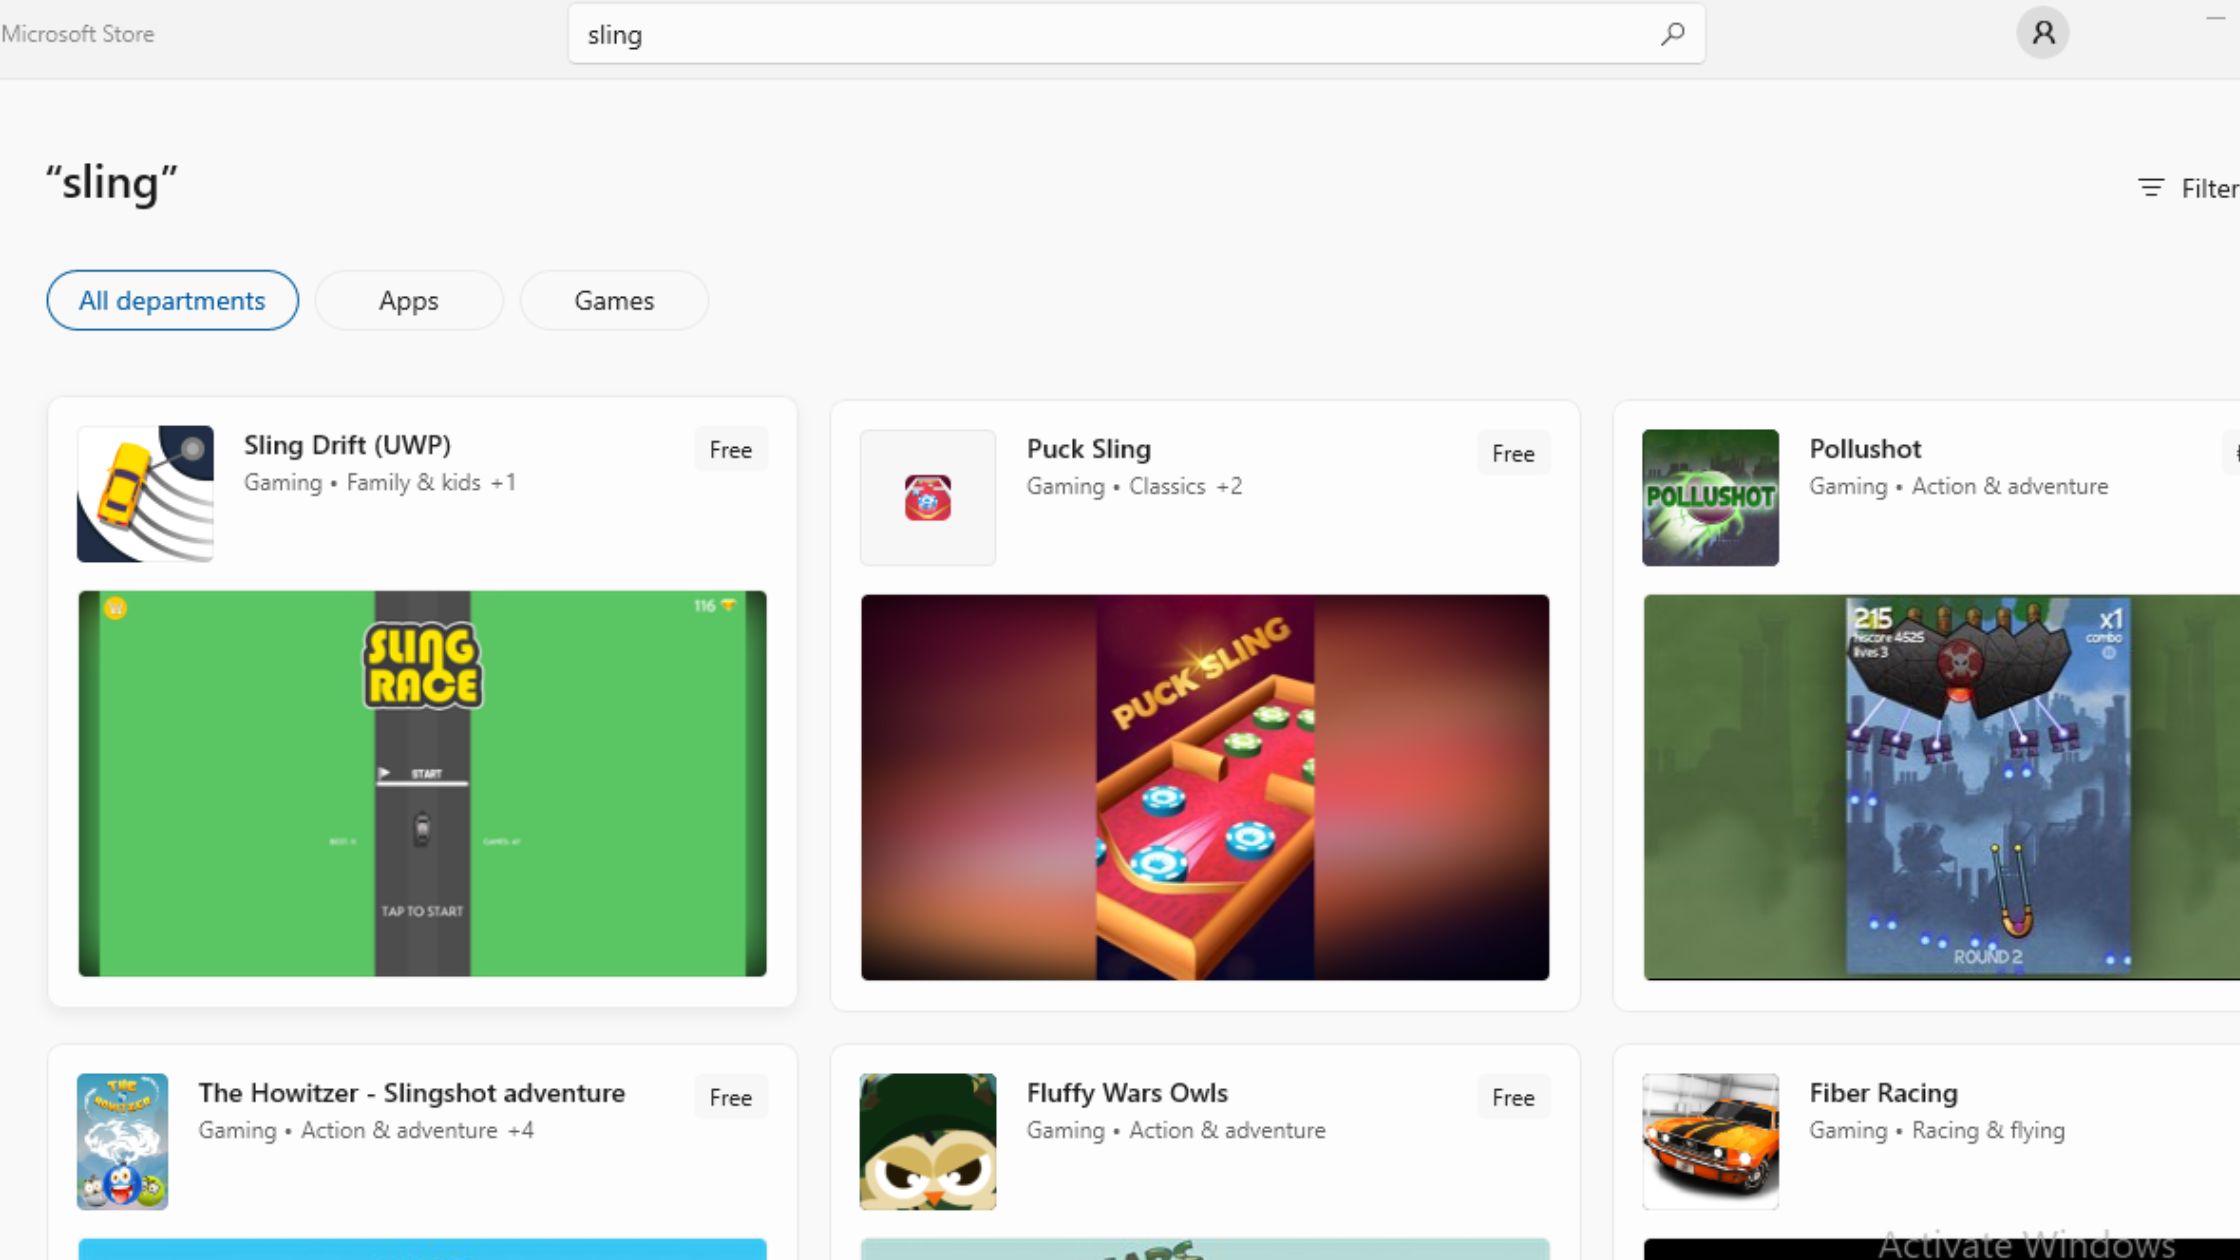 Microsoft Store
sling
“sling”
Filter
All departments
Apps
Games
Sling Drift (UWP)
Gaming • Family & kids +1
Free
116
SLING
RACE
START
TAP TO START
Puck Sling
Gaming • Classics +2
Free
PUCK SLING
Pollushot
Gaming • Action & adventure
POLLUSHOT
215
hiscore 4525
lives 3
x1
combo
ROUND 2
The Howitzer - Slingshot adventure
Gaming • Action & adventure +4
Free
THE
HOWITZER
Fluffy Wars Owls
Gaming • Action & adventure
Free
Fiber Racing
Gaming • Racing & flying
Activate Windows